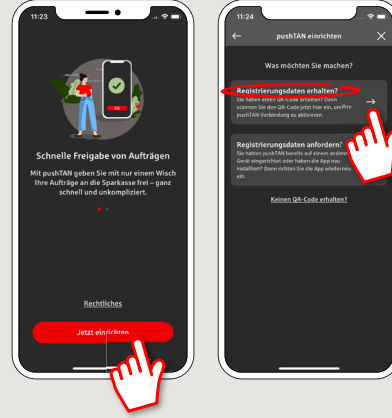 11:23
OK
Schnelle Freigabe von Aufträgen
Mit pushTAN geben Sie mit nur einem Wisch
Ihre Aufträge an die Sparkasse frei – ganz
schnell und unkompliziert.
Rechtliches
Jetzt einrichten
11:24
pushTAN einrichten
Was möchten Sie machen?
Registrierungsdaten erhalten?
Sie haben einen QR-Code erhalten? Dann
scannen Sie den QR-Code jetzt hier ein, um Ihre
pushTAN-Verbindung zu aktivieren.
Registrierungsdaten anfordern?
Sie hatten pushTAN bereits auf einem anderen
Gerät eingerichtet oder haben die App neu
installiert? Dann richten Sie die App wieder neu
ein.
Keinen QR-Code erhalten?